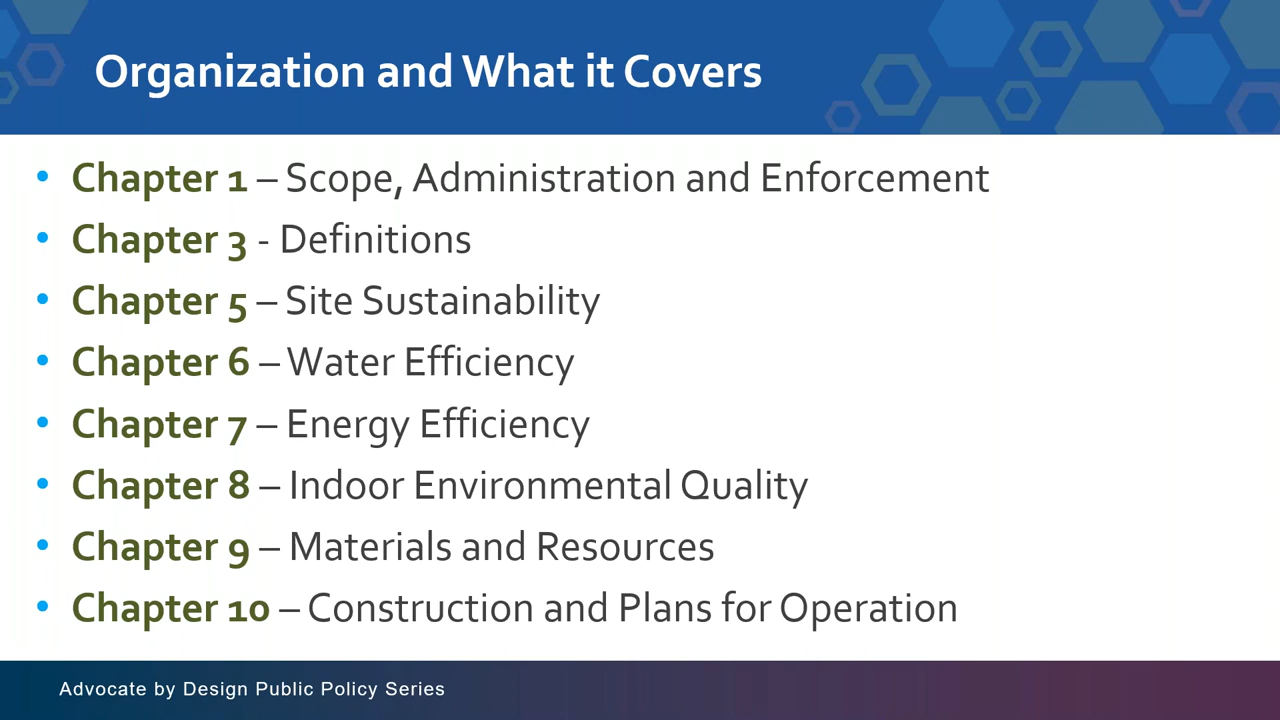 Organization and What it Covers
• Chapter 1 – Scope, Administration and Enforcement
• Chapter 3 - Definitions
• Chapter 5 – Site Sustainability
• Chapter 6 – Water Efficiency
• Chapter 7 – Energy Efficiency
• Chapter 8 – Indoor Environmental Quality
• Chapter 9 – Materials and Resources
• Chapter 10 – Construction and Plans for Operation
Advocate by Design Public Policy Series